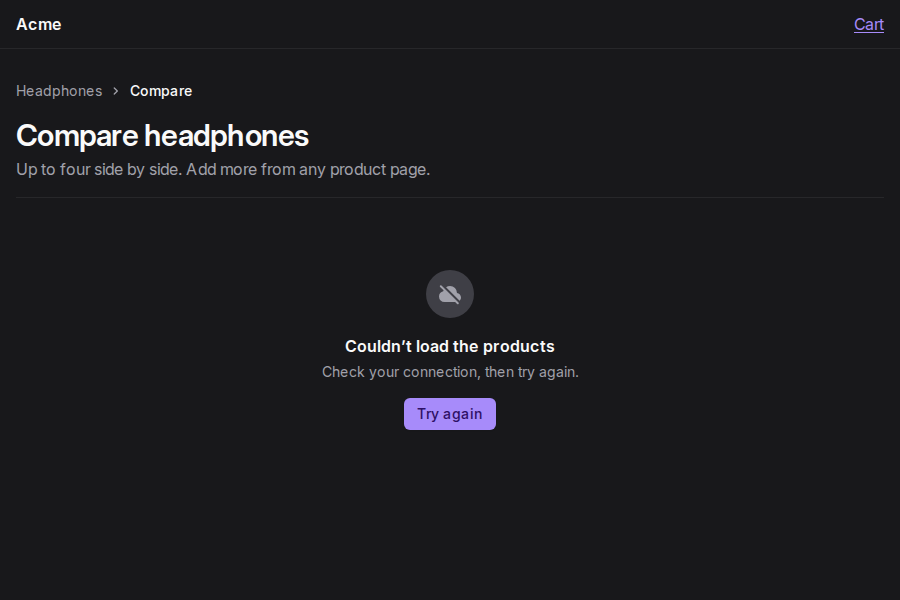 Acme
Cart
Headphones
Compare
Compare headphones
Up to four side by side. Add more from any product page.
Couldn’t load the products
Check your connection, then try again.
Try again